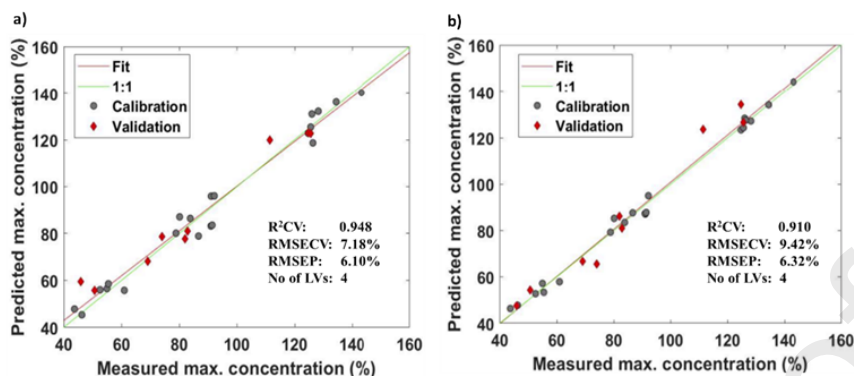 a)
160
140
120
100
80
60
40
Predicted max. concentration (%)
Fit
1:1
Calibration
Validation
R²CV: 0.948
RMSECV: 7.18%
RMSEP: 6.10%
No of LVs: 4
40 60 80 100 120 140 160
Measured max. concentration (%)
b)
160
140
120
100
80
60
40
Predicted max. concentration (%)
Fit
1:1
Calibration
Validation
R²CV: 0.910
RMSECV: 9.42%
RMSEP: 6.32%
No of LVs: 4
40 60 80 100 120 140 160
Measured max. concentration (%)